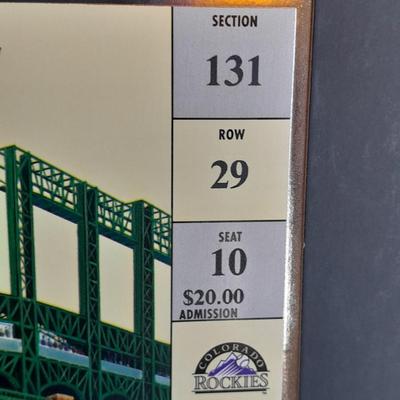 SECTION
131
ROW
29
SEAT
10
$20.00
ADMISSION
COLORADO
ROCKIES